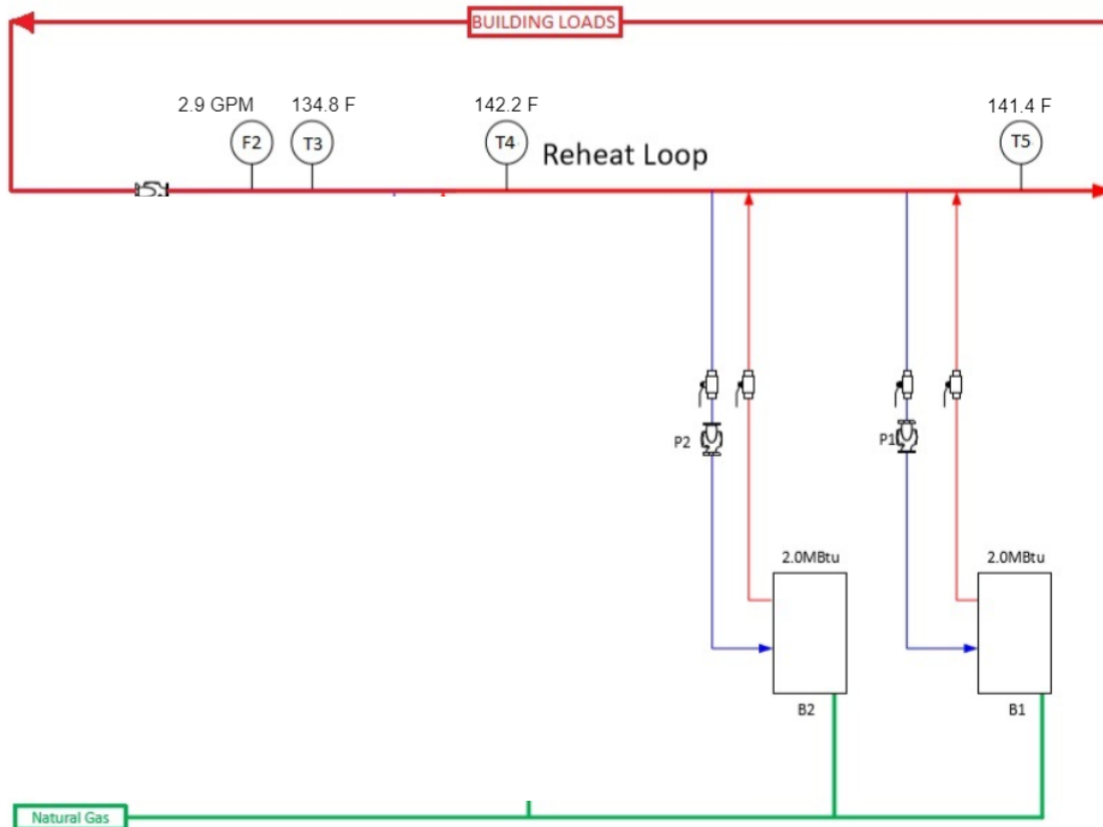 BUILDING LOADS
2.9 GPM 134.8 F 142.2 F 141.4 F
F2 T3 T4 T5
Reheat Loop
P2 P1
2.0MBtu 2.0MBtu
B2 B1
Natural Gas